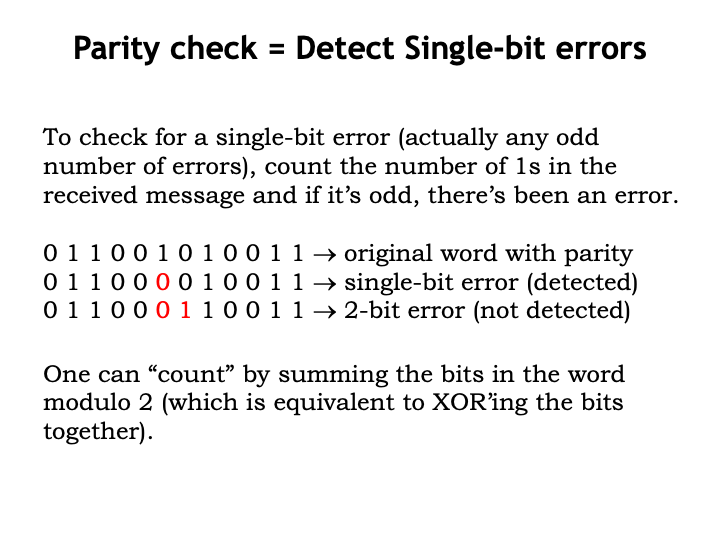 Parity check = Detect Single-bit errors
To check for a single-bit error (actually any odd
number of errors), count the number of 1s in the
received message and if it’s odd, there’s been an error.
0 1 1 0 0 1 0 1 0 0 1 1 → original word with parity
0 1 1 0 0 0 0 1 0 0 1 1 → single-bit error (detected)
0 1 1 0 0 0 1 1 0 0 1 1 → 2-bit error (not detected)
One can “count” by summing the bits in the word
modulo 2 (which is equivalent to XOR’ing the bits
together).